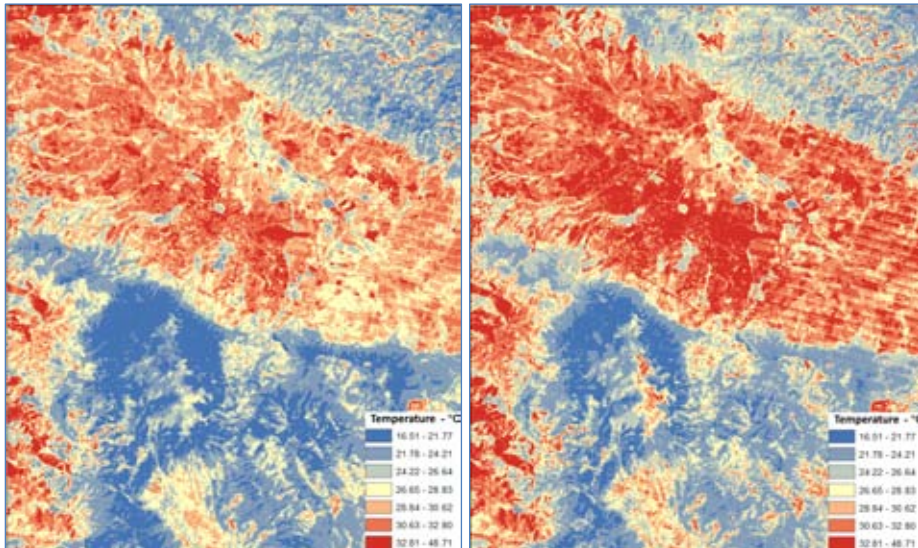 Temperature - °C
16.51 - 21.77
21.78 - 24.21
24.22 - 26.64
26.65 - 28.83
28.84 - 30.62
30.63 - 32.80
32.81 - 48.71
Temperature - °C
16.51 - 21.77
21.78 - 24.21
24.22 - 26.64
26.65 - 28.83
28.84 - 30.62
30.63 - 32.80
32.81 - 48.71